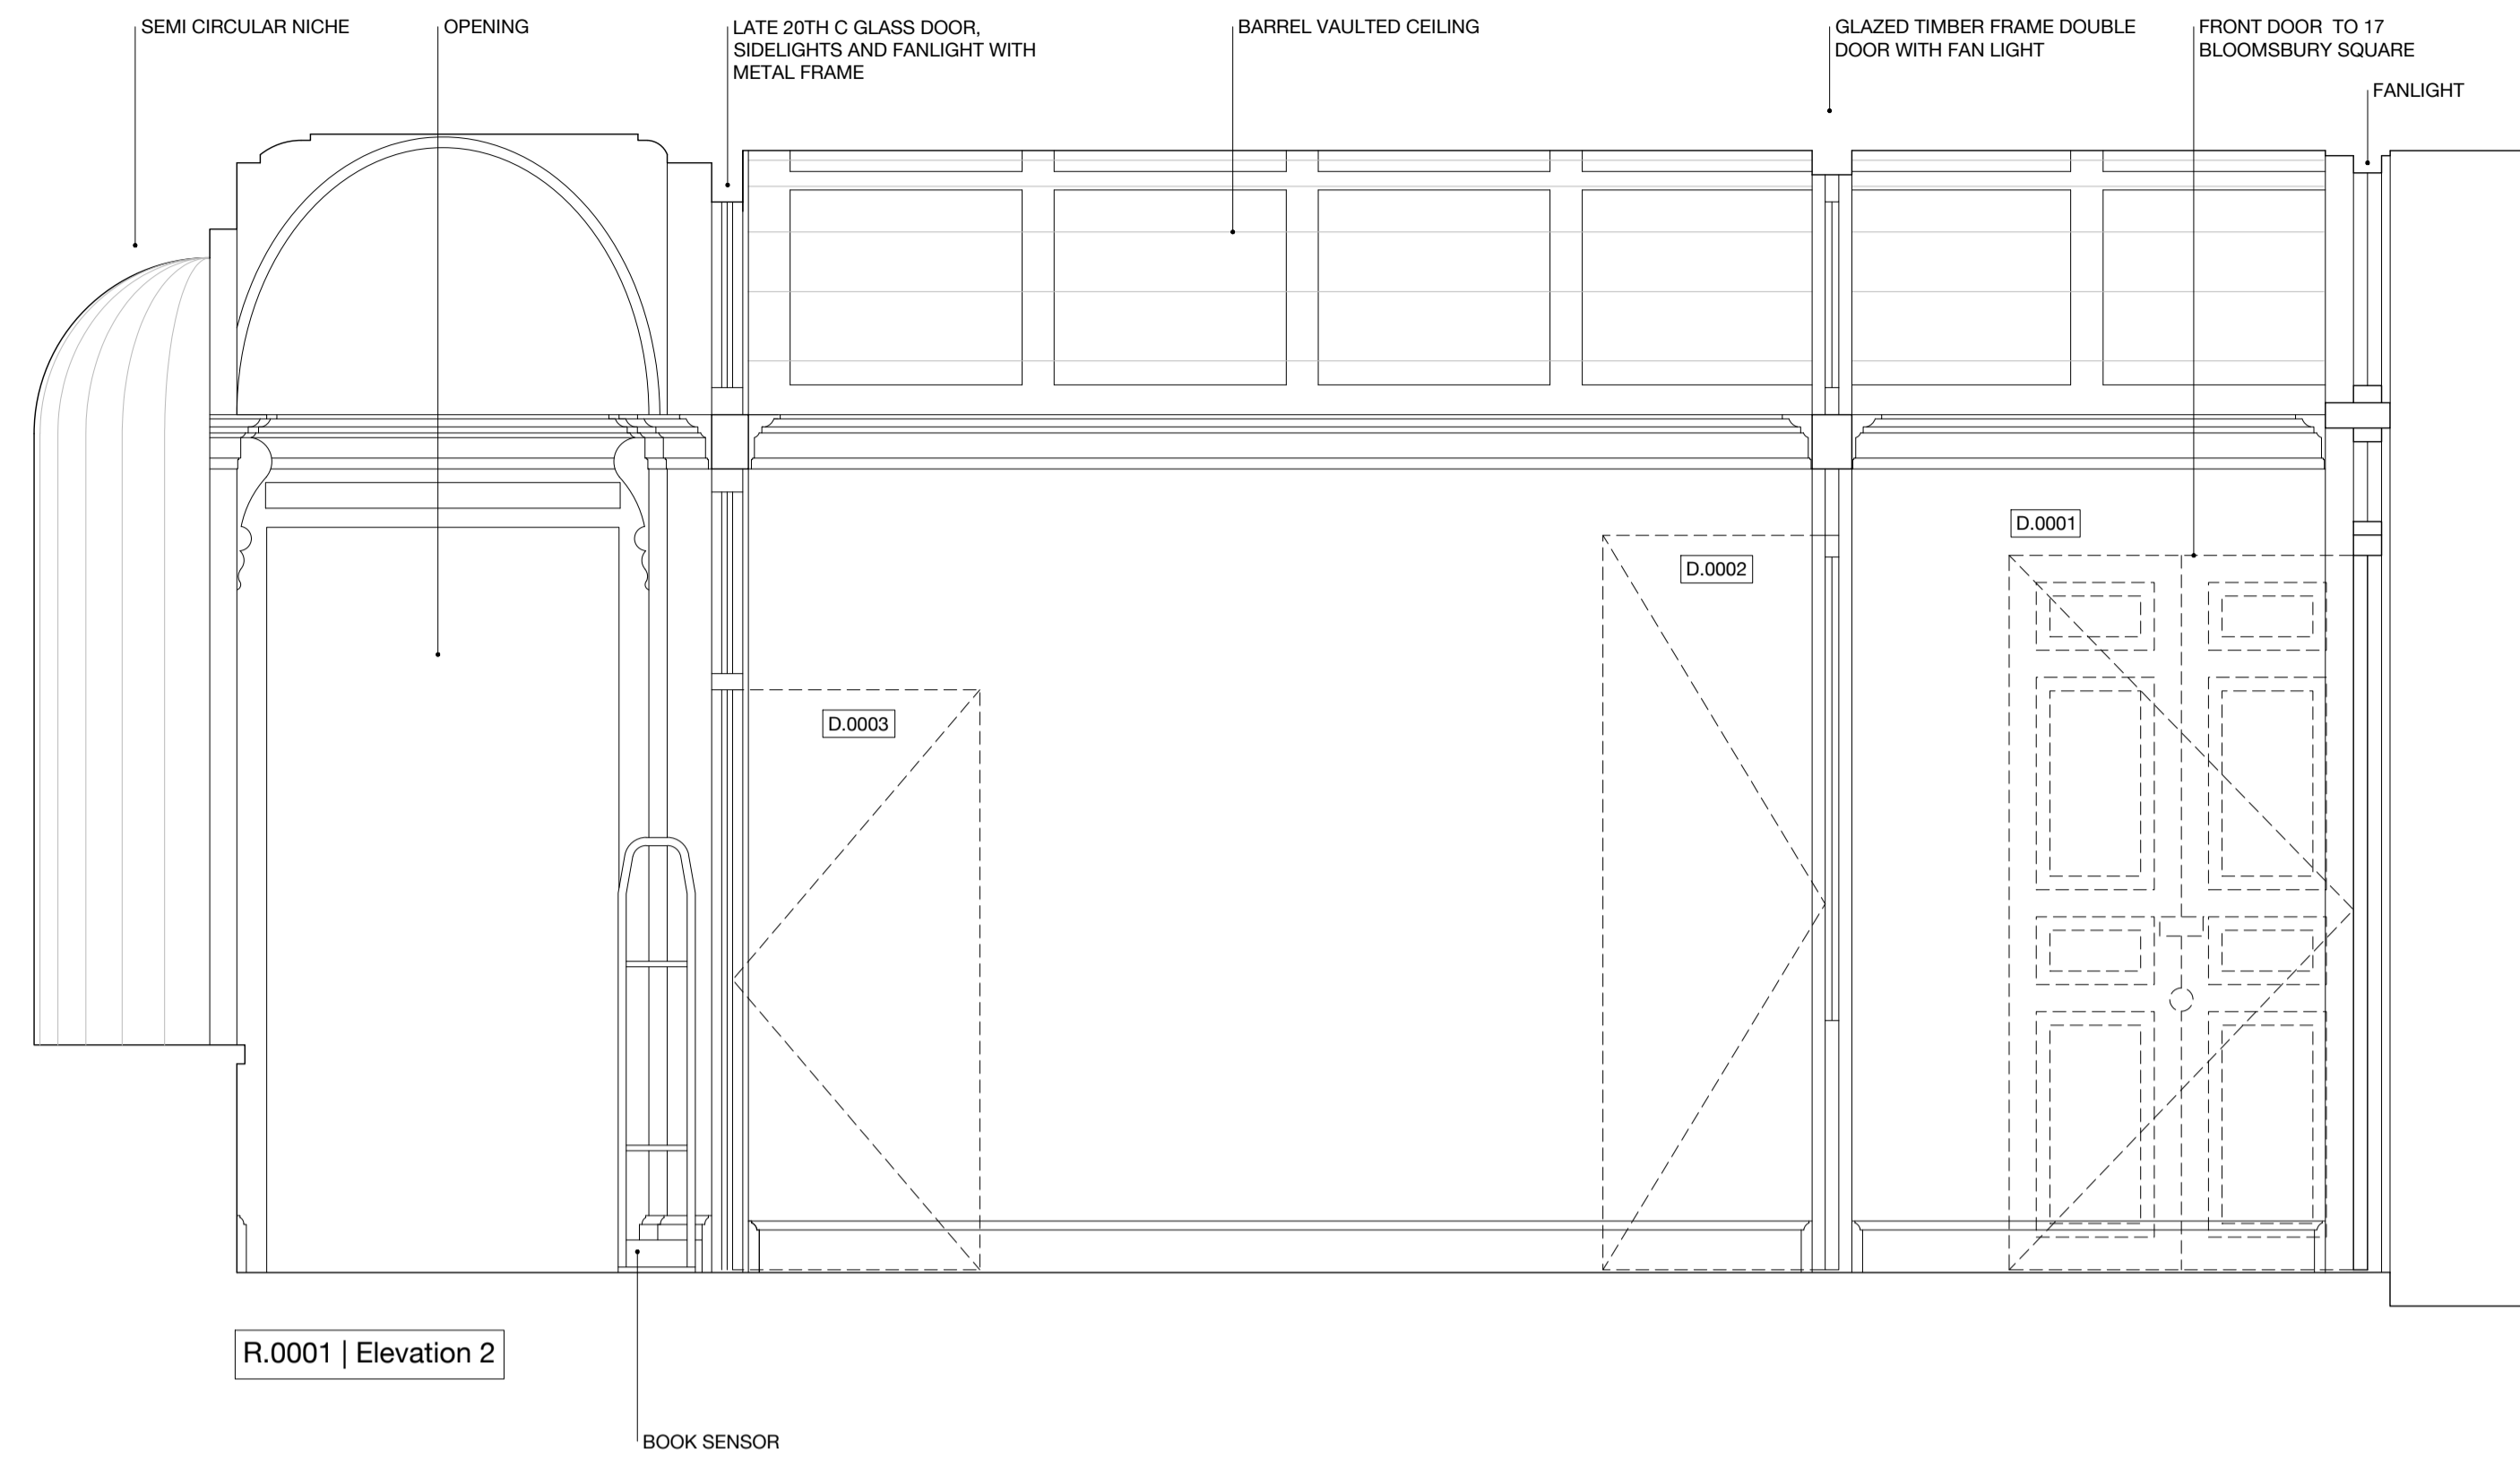 SEMI CIRCULAR NICHE
OPENING
LATE 20TH C GLASS DOOR,
SIDELIGHTS AND FANLIGHT WITH
METAL FRAME
BARREL VAULTED CEILING
GLAZED TIMBER FRAME DOUBLE
DOOR WITH FAN LIGHT
FRONT DOOR TO 17
BLOOMSBURY SQUARE
FANLIGHT
D.0001
D.0002
D.0003
R.0001 | Elevation 2
BOOK SENSOR